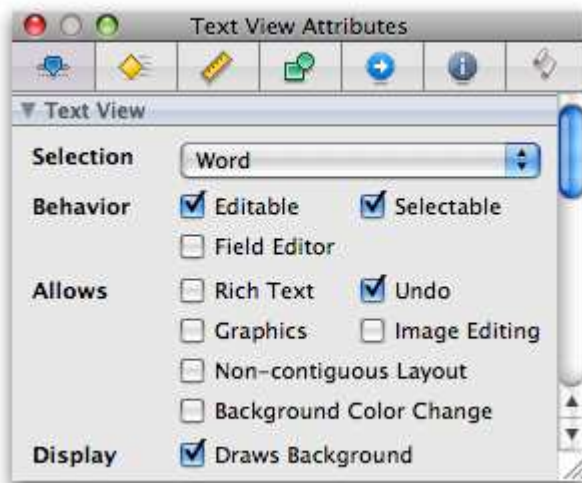 Text View Attributes
Text View
Selection Word
Behavior Editable Selectable
Field Editor
Allows Rich Text Undo
Graphics Image Editing
Non-contiguous Layout
Background Color Change
Display Draws Background